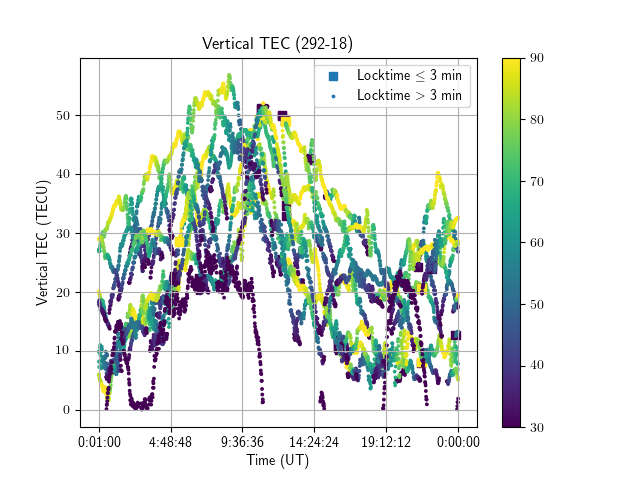 Vertical TEC (292-18)
Locktime ≤ 3 min
Locktime > 3 min
Vertical TEC (TECU)
50
40
30
20
10
0
0:01:00 4:48:48 9:36:36 14:24:24 19:12:12 0:00:00
Time (UT)
90
80
70
60
50
40
30